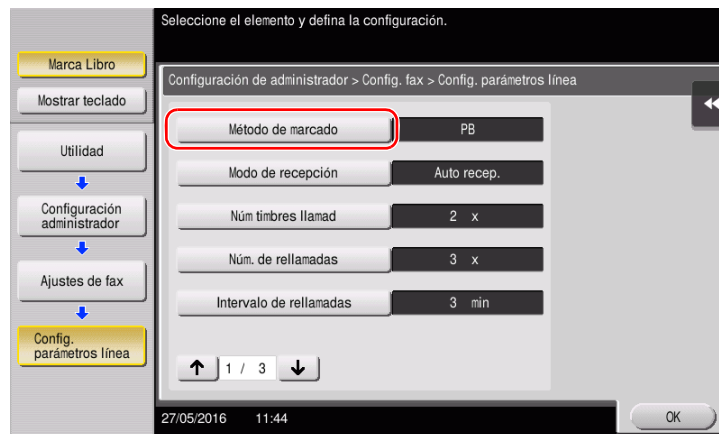 Seleccione el elemento y defina la configuración.
Marca Libro
Mostrar teclado
Utilidad
Configuración
administrador
Ajustes de fax
Config.
parámetros línea
Configuración de administrador > Config. fax > Config. parámetros línea
Método de marcado PB
Modo de recepción Auto recep.
Núm timbres llamad 2 x
Núm. de rellamadas 3 x
Intervalo de rellamadas 3 min
1 / 3
27/05/2016 11:44
OK